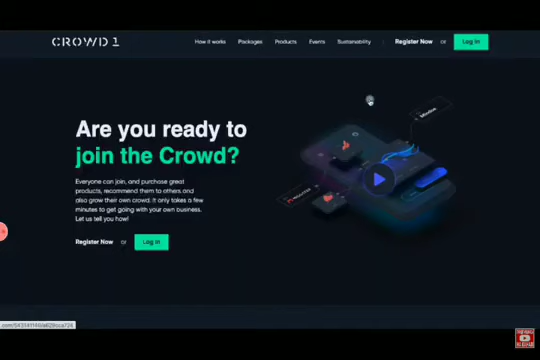 CROWD 1
How it works Packages Products Events Sustainability Register Now or Log in
Are you ready to
join the Crowd?
Everyone can join, and purchase great
products, recommend them to others and
also grow their own crowd. It only takes a few
minutes to get going with your own business.
Let us tell you how!
Register Now or Log in